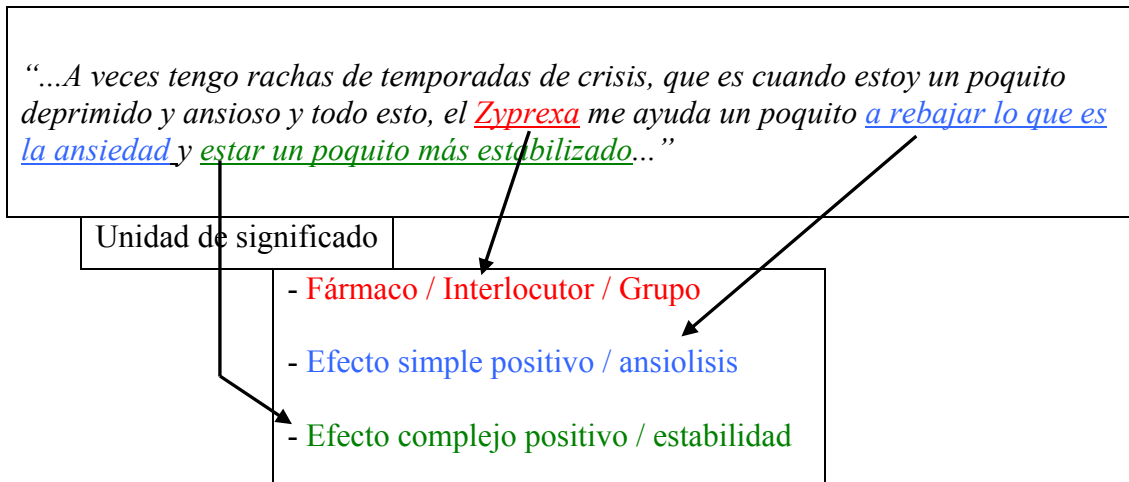 “...A veces tengo rachas de temporadas de crisis, que es cuando estoy un poquito
deprimido y ansioso y todo esto, el Zyprexa me ayuda un poquito a rebajar lo que es
la ansiedad y estar un poquito más estabilizado...”
Unidad de significado
- Fármaco / Interlocutor / Grupo
- Efecto simple positivo / ansiolisis
- Efecto complejo positivo / estabilidad